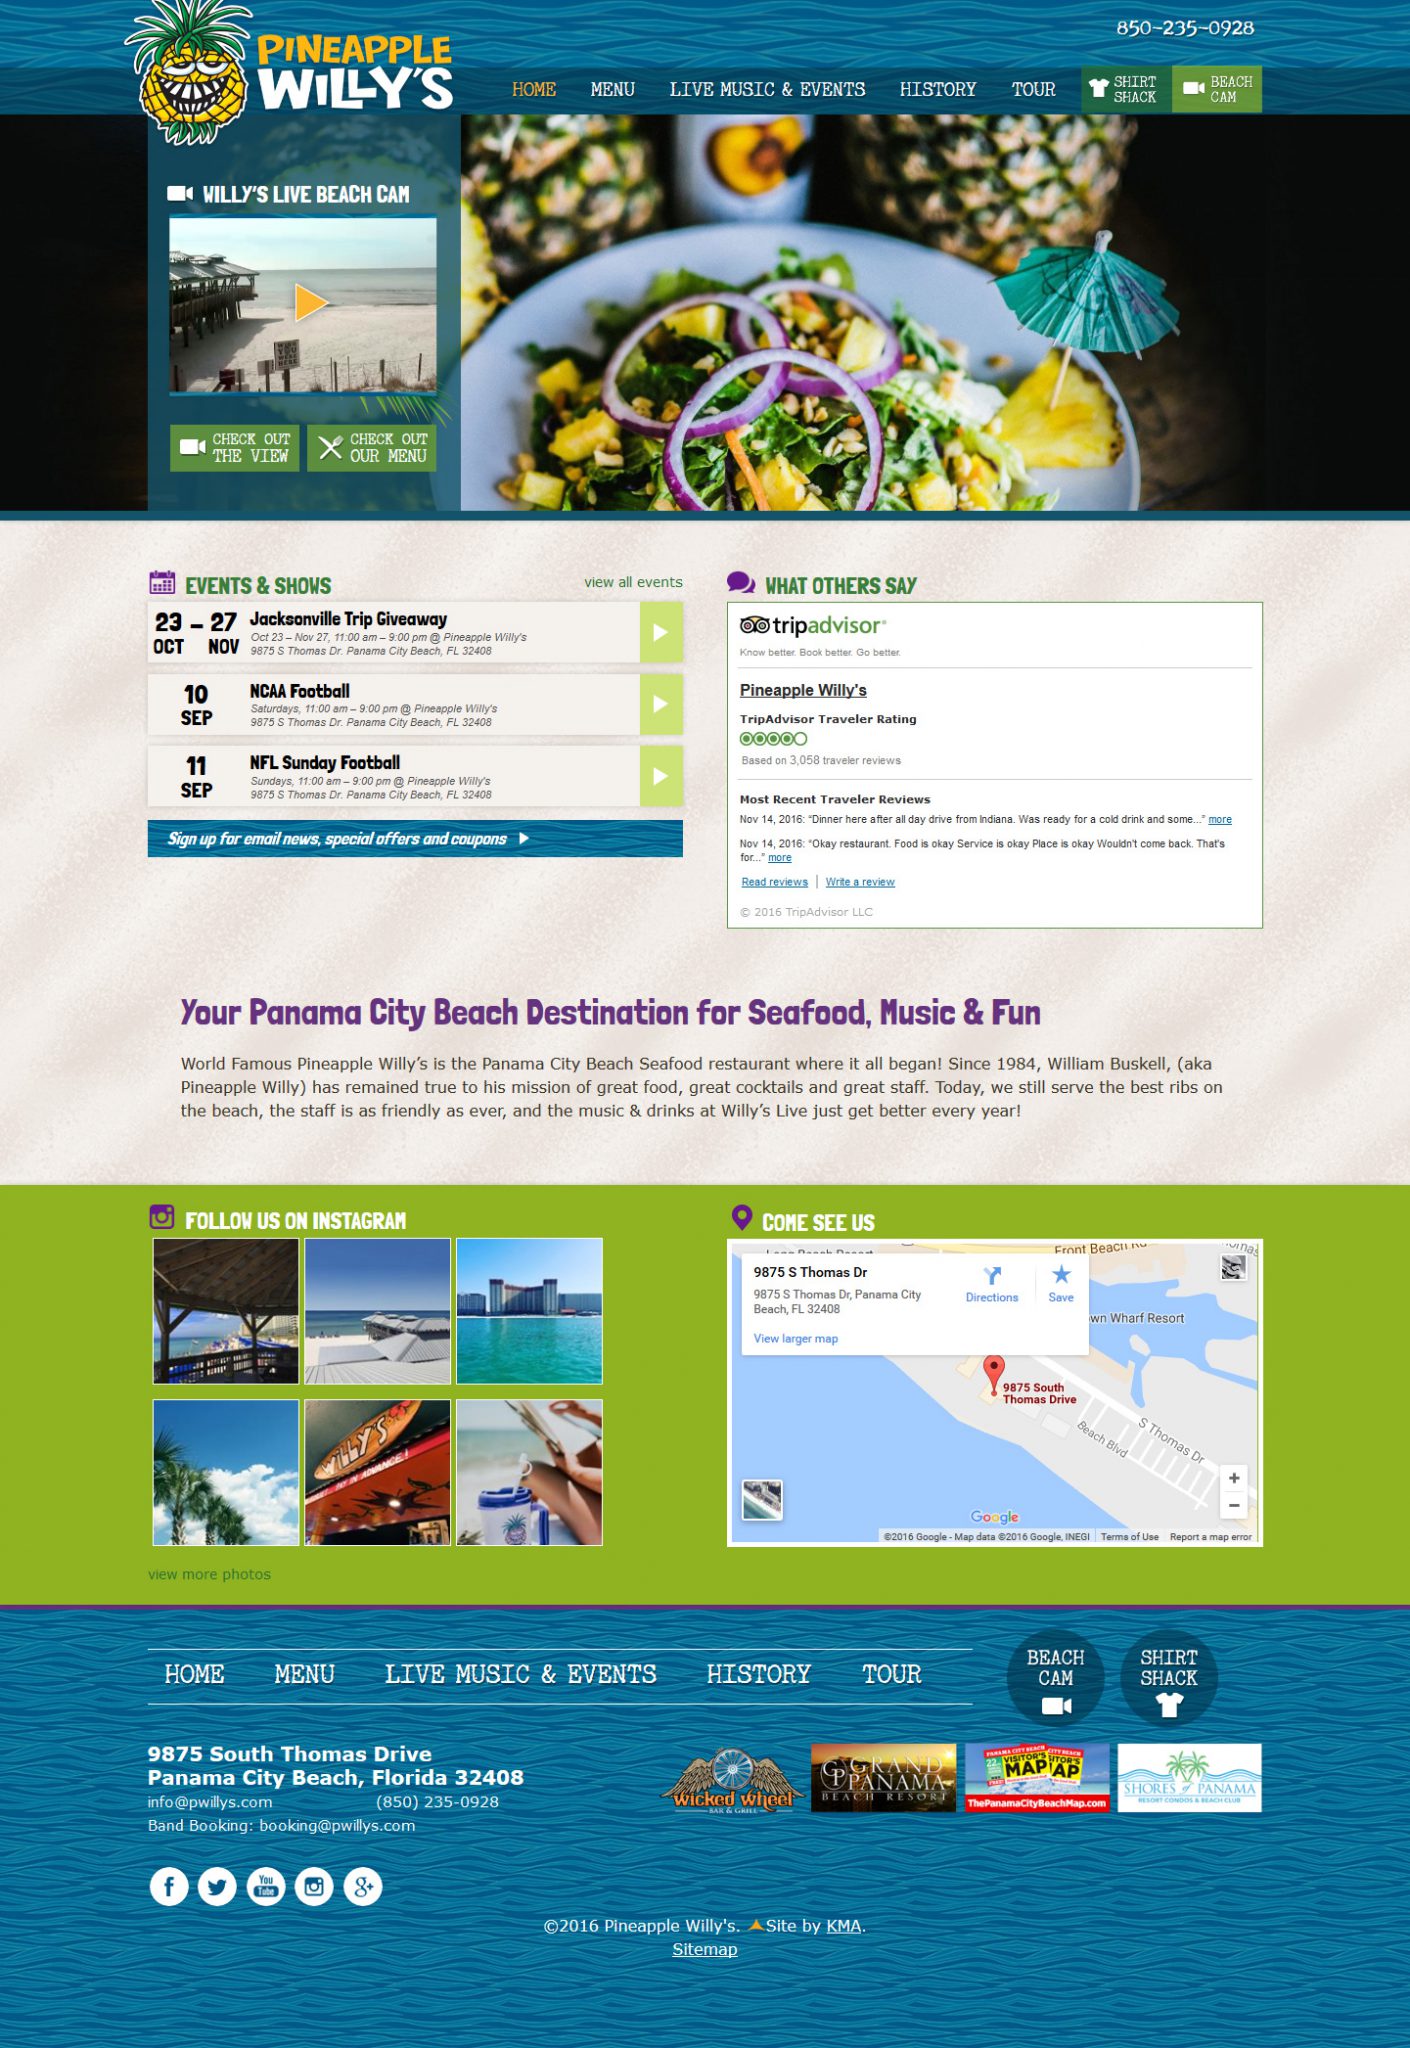 850-235-0928
PINEAPPLE
WILLY'S
HOME
MENU
LIVE MUSIC & EVENTS
HISTORY
TOUR
SHIRT
SHACK
BEACH
CAM
WILLY'S LIVE BEACH CAM
CHECK OUT
THE VIEW
CHECK OUT
OUR MENU
EVENTS & SHOWS
view all events
23 – 27
OCT NOV
Jacksonville Trip Giveaway
Oct 23 – Nov 27, 11:00 am – 9:00 pm @ Pineapple Willy's
9875 S Thomas Dr. Panama City Beach, FL 32408
10
SEP
NCAA Football
Saturdays, 11:00 am – 9:00 pm @ Pineapple Willy's
9875 S Thomas Dr. Panama City Beach, FL 32408
11
SEP
NFL Sunday Football
Sundays, 11:00 am – 9:00 pm @ Pineapple Willy's
9875 S Thomas Dr. Panama City Beach, FL 32408
Sign up for email news, special offers and coupons
WHAT OTHERS SAY
tripadvisor®
Know better. Book better. Go better.
Pineapple Willy's
TripAdvisor Traveler Rating
Based on 3,058 traveler reviews
Most Recent Traveler Reviews
Nov 14, 2016: “Dinner here after all day drive from Indiana. Was ready for a cold drink and some...” more
Nov 14, 2016: “Okay restaurant. Food is okay Service is okay Place is okay Wouldn't come back. That's
for...” more
Read reviews | Write a review
© 2016 TripAdvisor LLC
Your Panama City Beach Destination for Seafood, Music & Fun
World Famous Pineapple Willy’s is the Panama City Beach Seafood restaurant where it all began! Since 1984, William Buskell, (aka
Pineapple Willy) has remained true to his mission of great food, great cocktails and great staff. Today, we still serve the best ribs on
the beach, the staff is as friendly as ever, and the music & drinks at Willy’s Live just get better every year!
FOLLOW US ON INSTAGRAM
WILLY'S
IN ADVANCE!
view more photos
COME SEE US
Front Beach Rd
9875 S Thomas Dr
9875 S Thomas Dr, Panama City
Beach, FL 32408
View larger map
Directions
Save
own Wharf Resort
9875 South
Thomas Drive
S Thomas Dr
Beach Blvd
Google
©2016 Google - Map data ©2016 Google, INEGI
Terms of Use
Report a map error
HOME
MENU
LIVE MUSIC & EVENTS
HISTORY
TOUR
BEACH
CAM
SHIRT
SHACK
9875 South Thomas Drive
Panama City Beach, Florida 32408
info@pwillys.com
(850) 235-0928
Band Booking: booking@pwillys.com
wicked wheel
BAR & GRILL
GRAND
PANAMA
BEACH RESORT
PANAMA CITY BEACH
VISITOR'S
MAP
ThePanamaCityBeachMap.com
SHORES of PANAMA
RESORT CONDOS & BEACH CLUB
You
Tube
©2016 Pineapple Willy's. Site by KMA.
Sitemap